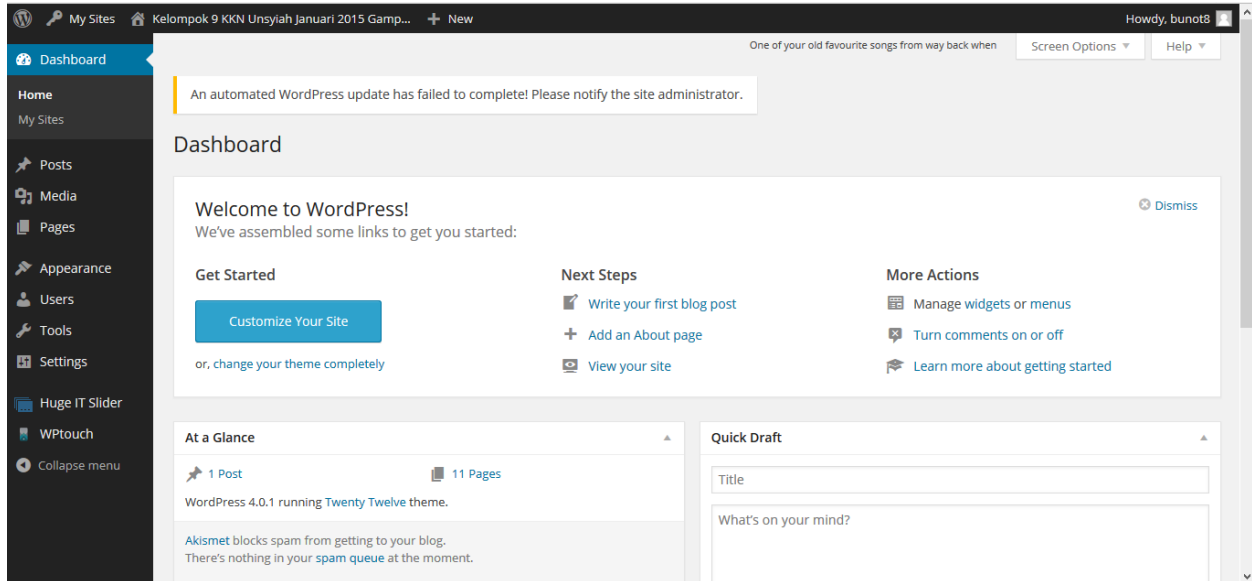 My Sites Kelompok 9 KKN Unsyiah Januari 2015 Gamp... + New Howdy, bunot8
Dashboard
Home
My Sites
Posts
Media
Pages
Appearance
Users
Tools
Settings
Huge IT Slider
WPtouch
Collapse menu
One of your old favourite songs from way back when Screen Options Help
An automated WordPress update has failed to complete! Please notify the site administrator.
Dashboard
Welcome to WordPress!
Dismiss
We've assembled some links to get you started:
Get Started
Customize Your Site
or, change your theme completely
Next Steps
Write your first blog post
Add an About page
View your site
More Actions
Manage widgets or menus
Turn comments on or off
Learn more about getting started
At a Glance
1 Post 11 Pages
WordPress 4.0.1 running Twenty Twelve theme.
Akismet blocks spam from getting to your blog.
There's nothing in your spam queue at the moment.
Quick Draft
Title
What's on your mind?